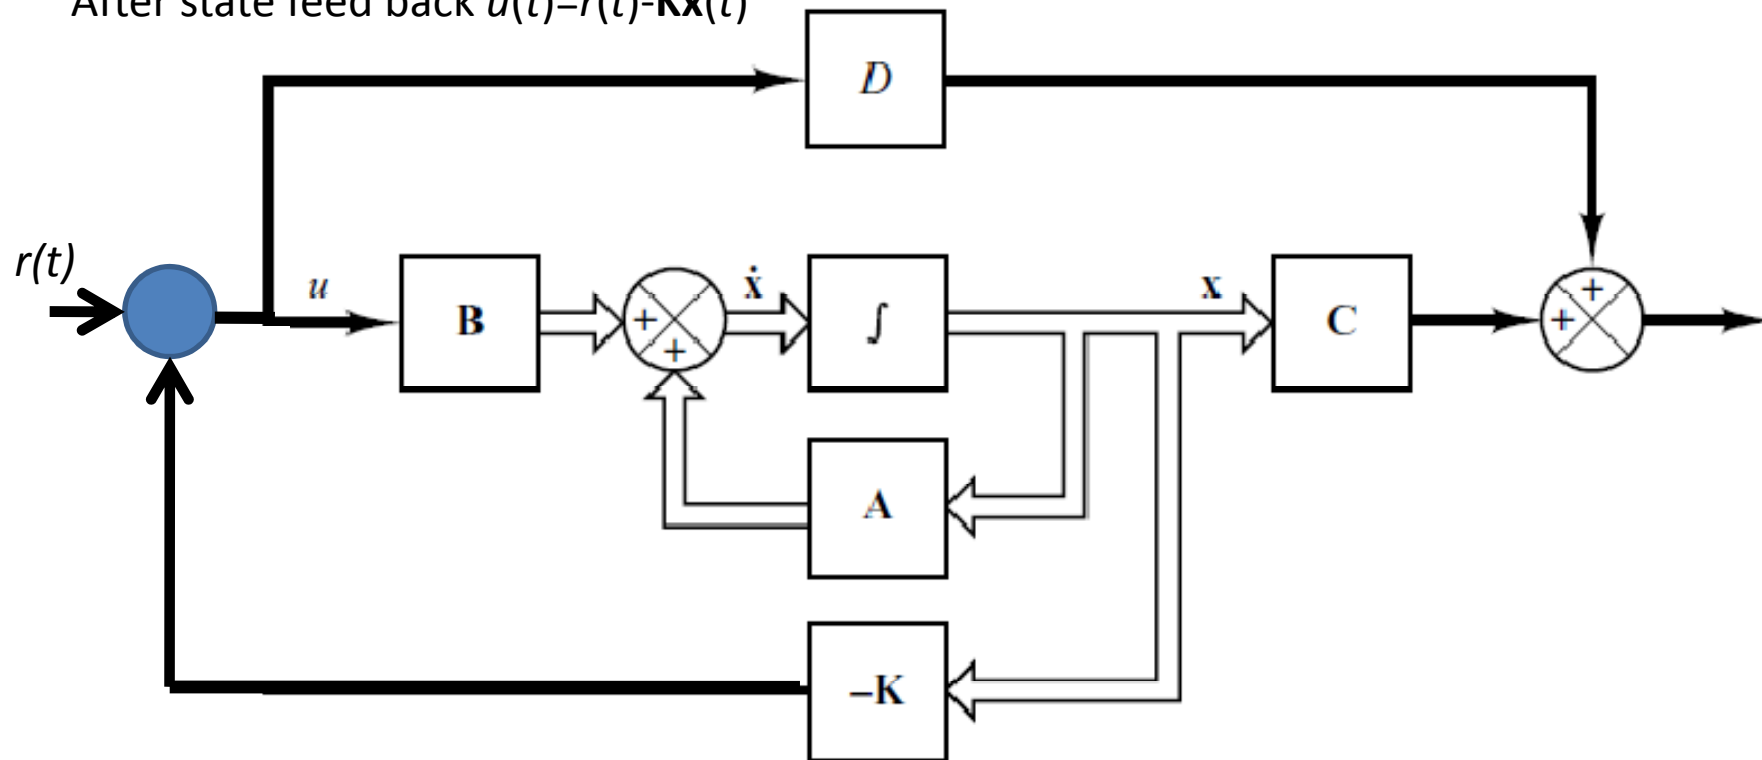 After state feed back u(t)=r(t)-Kx(t)
D
r(t)
u
B
+
+
ẋ
∫
x
C
+
+
A
–K